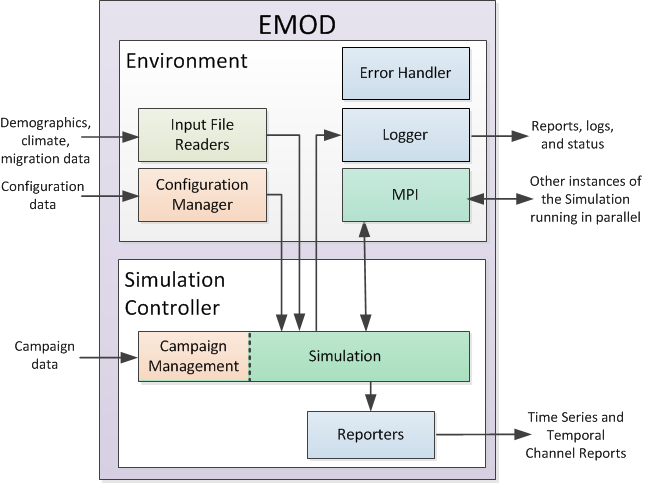 EMOD
Environment
Error Handler
Demographics,
climate,
migration data
Input File
Readers
Logger
Reports, logs,
and status
Configuration
data
Configuration
Manager
MPI
Other instances of
the Simulation
running in parallel
Simulation
Controller
Campaign
data
Campaign
Management
Simulation
Reporters
Time Series and
Temporal
Channel Reports